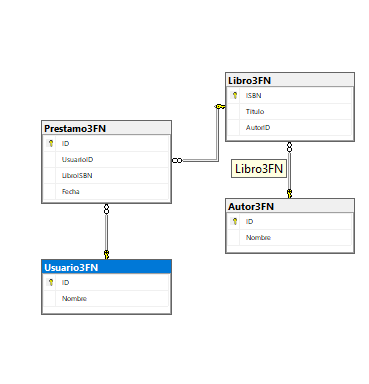 Libro3FN
ISBN
Titulo
AutorID
Prestamo3FN
ID
UsuarioID
LibroISBN
Fecha
Libro3FN
Autor3FN
ID
Nombre
Usuario3FN
ID
Nombre